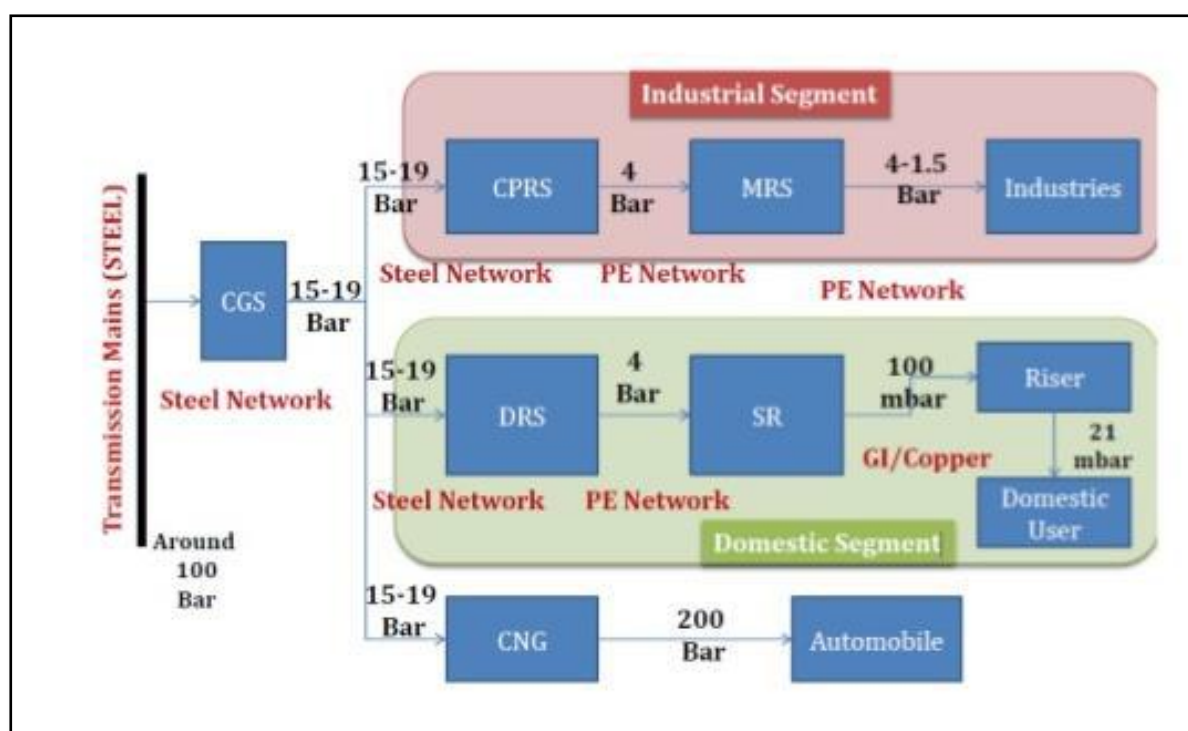 Industrial Segment
15-19
Bar
CPRS
4
Bar
MRS
4-1.5
Bar
Industries
Steel Network
PE Network
PE Network
Transmission Mains (STEEL)
CGS
15-19
Bar
Steel Network
Around
100
Bar
15-19
Bar
DRS
4
Bar
SR
100
mbar
Riser
21
mbar
GI/Copper
Domestic
User
Steel Network
PE Network
Domestic Segment
15-19
Bar
CNG
200
Bar
Automobile